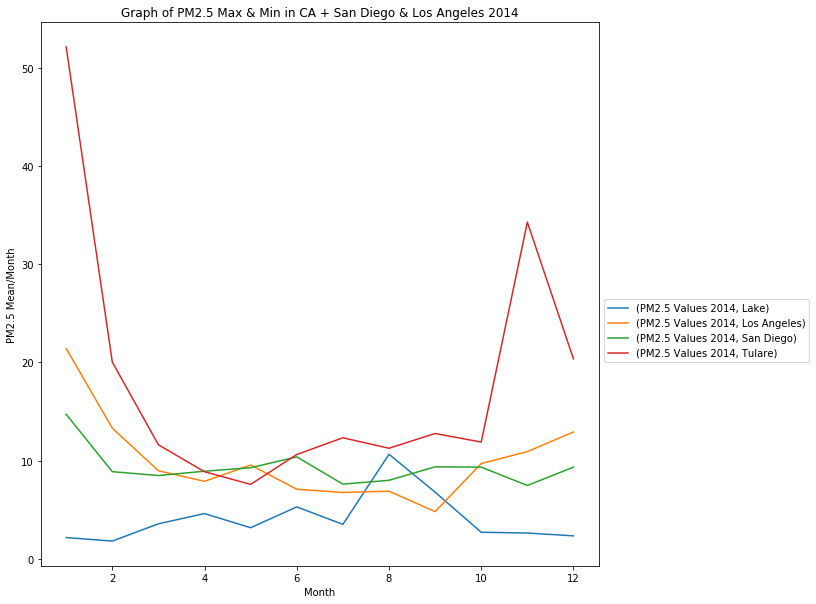 Graph of PM2.5 Max & Min in CA + San Diego & Los Angeles 2014
PM2.5 Mean/Month
50
40
30
20
10
0
2 4 6 8 10 12
Month
(PM2.5 Values 2014, Lake)
(PM2.5 Values 2014, Los Angeles)
(PM2.5 Values 2014, San Diego)
(PM2.5 Values 2014, Tulare)